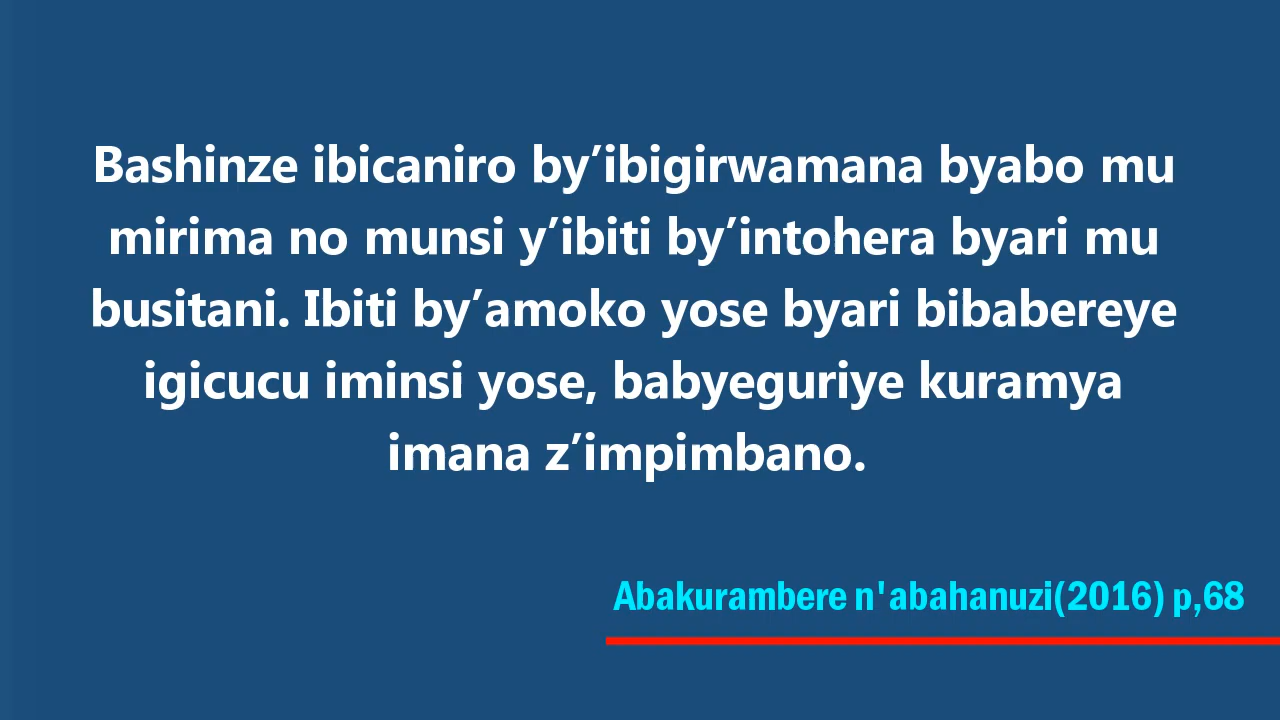 Bashinze ibicaniro by’ibigirwamana byabo mu
mirima no munsi y’ibiti by’intohera byari mu
busitani. Ibiti by’amoko yose byari bibabereye
igicucu iminsi yose, babyeguriye kuramya
imana z’impimbano.
Abakurambere n'abahanuzi(2016) p,68